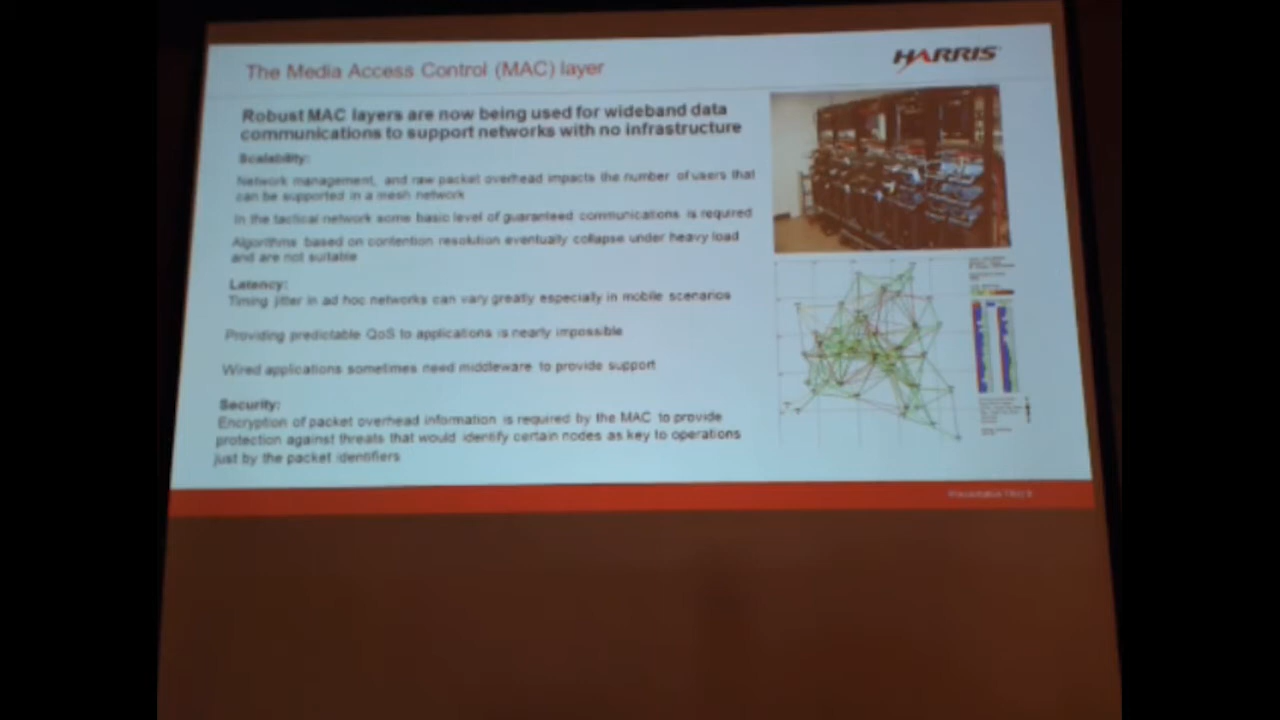 The Media Access Control (MAC) layer
HARRIS
Robust MAC layers are now being used for wideband data
communications to support networks with no infrastructure
Scalability:
Network management, and raw packet overhead impacts the number of users that
can be supported in a mesh network
In the tactical network some basic level of guaranteed communications is required
Algorithms based on contention resolution eventually collapse under heavy load
and are not suitable
Latency:
Timing jitter in ad hoc networks can vary greatly especially in mobile scenarios
Providing predictable QoS to applications is nearly impossible
Wired applications sometimes need middleware to provide support
Security:
Encryption of packet overhead information is required by the MAC to provide
protection against threats that would identify certain nodes as key to operations
just by the packet identifiers